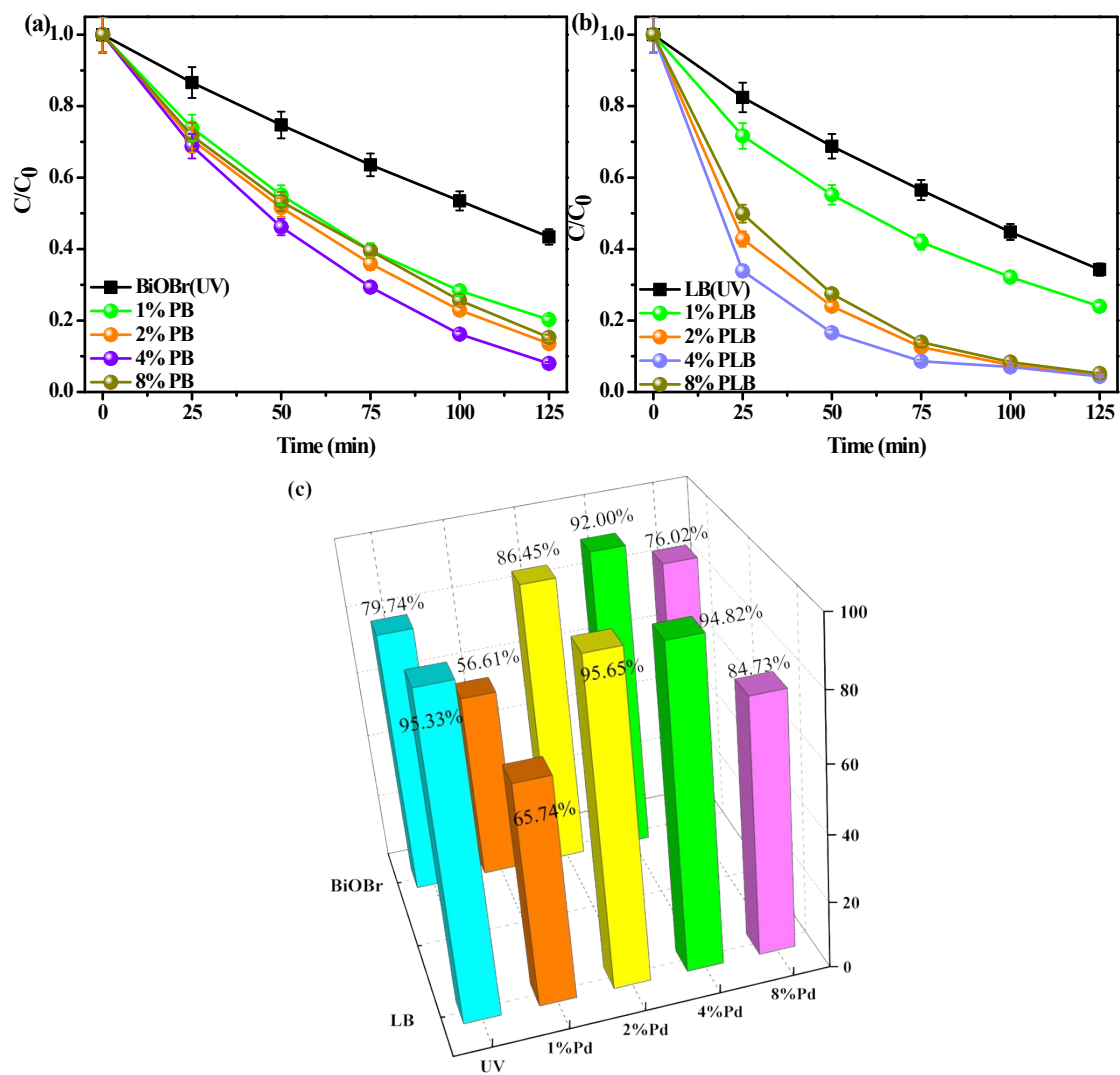 (a)
C/C0
1.0
0.8
0.6
0.4
0.2
0.0
BiOBr(UV)
1% PB
2% PB
4% PB
8% PB
0 25 50 75 100 125
Time (min)
(b)
C/C0
1.0
0.8
0.6
0.4
0.2
0.0
LB(UV)
1% PLB
2% PLB
4% PLB
8% PLB
0 25 50 75 100 125
Time (min)
(c)
92.00%
86.45%
76.02%
79.74%
56.61%
94.82%
95.65%
84.73%
95.33%
65.74%
100
80
60
40
20
0
BiOBr
LB
UV
1%Pd
2%Pd
4%Pd
8%Pd